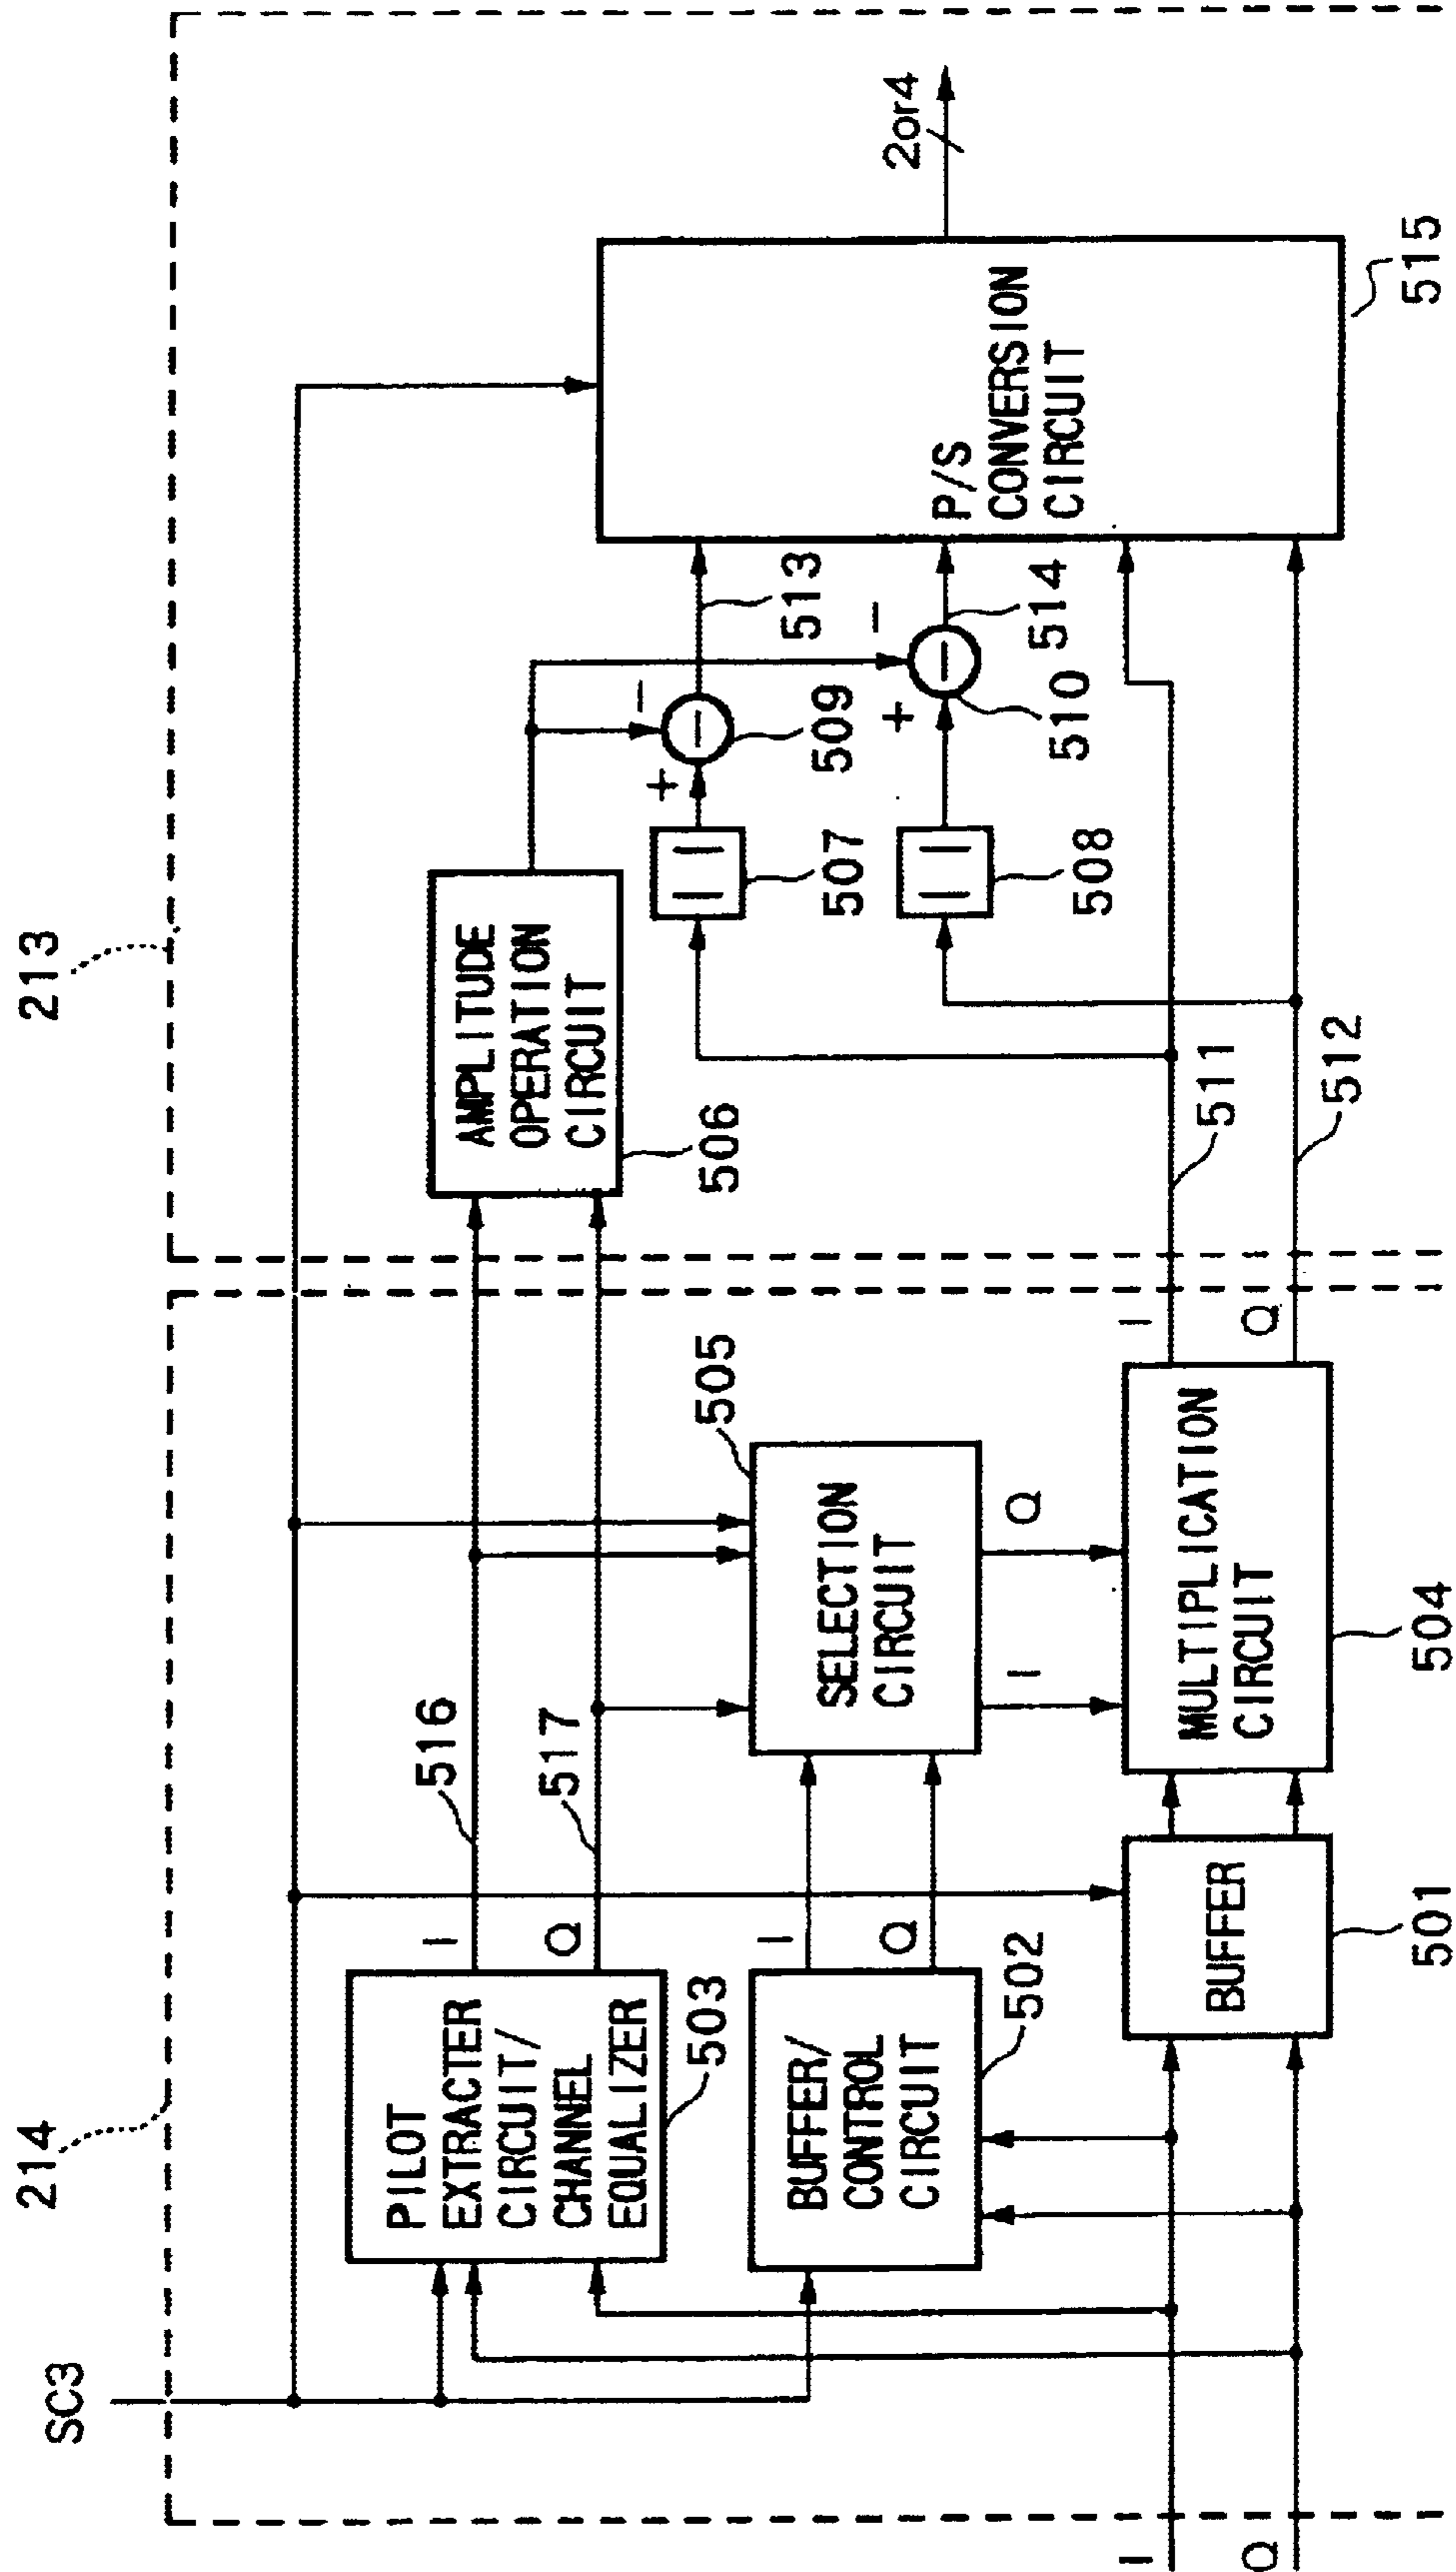 214
213
SC3
PILOT
EXTRACTER
CIRCUIT/
CHANNEL
EQUALIZER
503
I
Q
516
517
AMPLITUDE
OPERATION
CIRCUIT
506
BUFFER/
CONTROL
CIRCUIT
502
I
Q
SELECTION
CIRCUIT
505
I
Q
| |
507
+
-
-
509
513
| |
508
+
-
-
510
514
I
Q
BUFFER
501
MULTIPLICATION
CIRCUIT
504
I
Q
511
512
P/S
CONVERSION
CIRCUIT
515
2or4